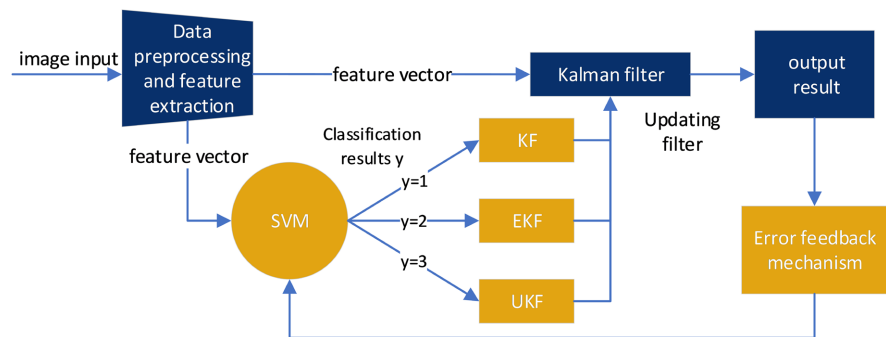 image input
Data
preprocessing
and feature
extraction
feature vector
Kalman filter
output
result
Updating
filter
feature vector
Classification
results y
SVM
y=1
y=2
y=3
KF
EKF
UKF
Error feedback
mechanism